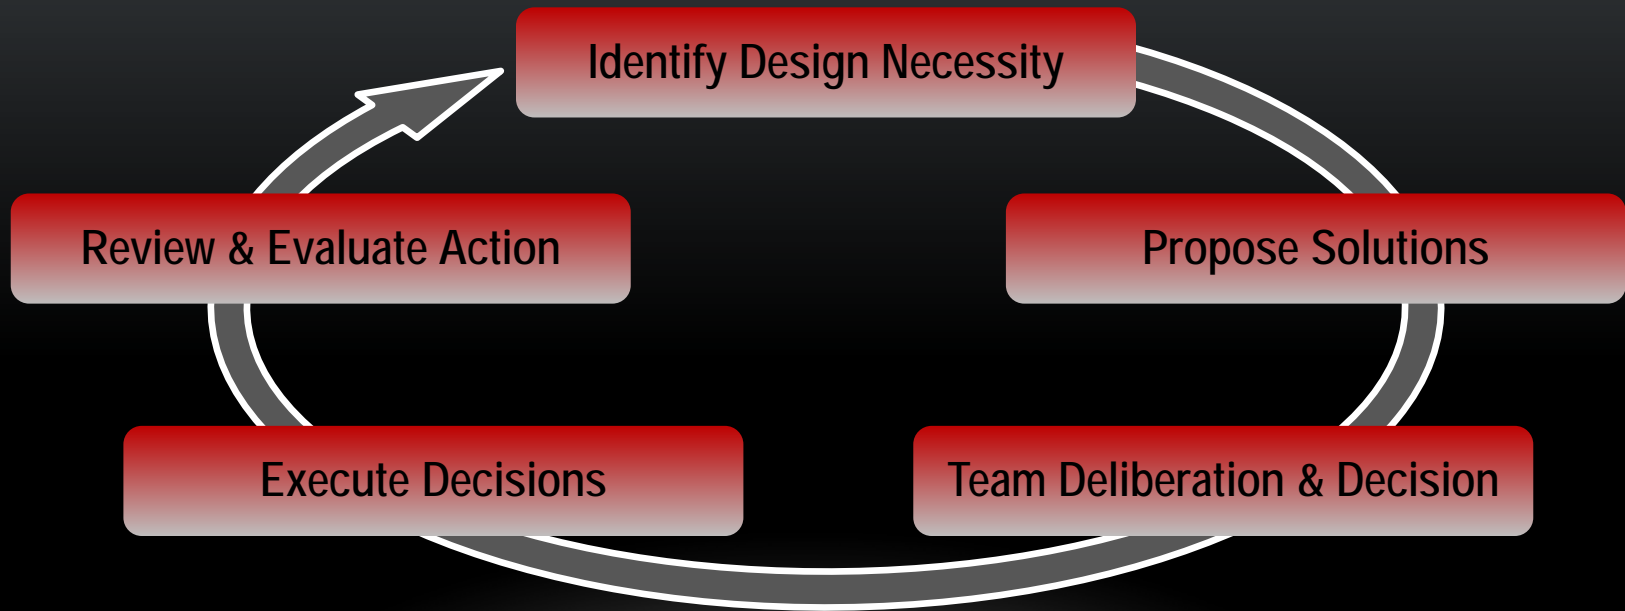 Identify Design Necessity
Propose Solutions
Team Deliberation & Decision
Execute Decisions
Review & Evaluate Action